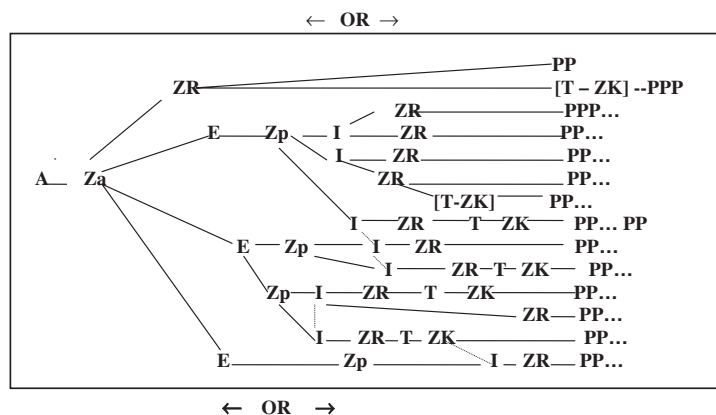 ← OR →
PP
ZR [T – ZK] --PPP
ZR PPP...
E Zp I ZR PP...
I ZR PP...
A Za ZR PP...
[T-ZK] PP...
I ZR T ZK PP... PP
E Zp I ZR PP...
I ZR T ZK PP...
Zp I ZR T ZK PP...
ZR PP...
I ZR T ZK PP...
E Zp I ZR PP...
← OR →